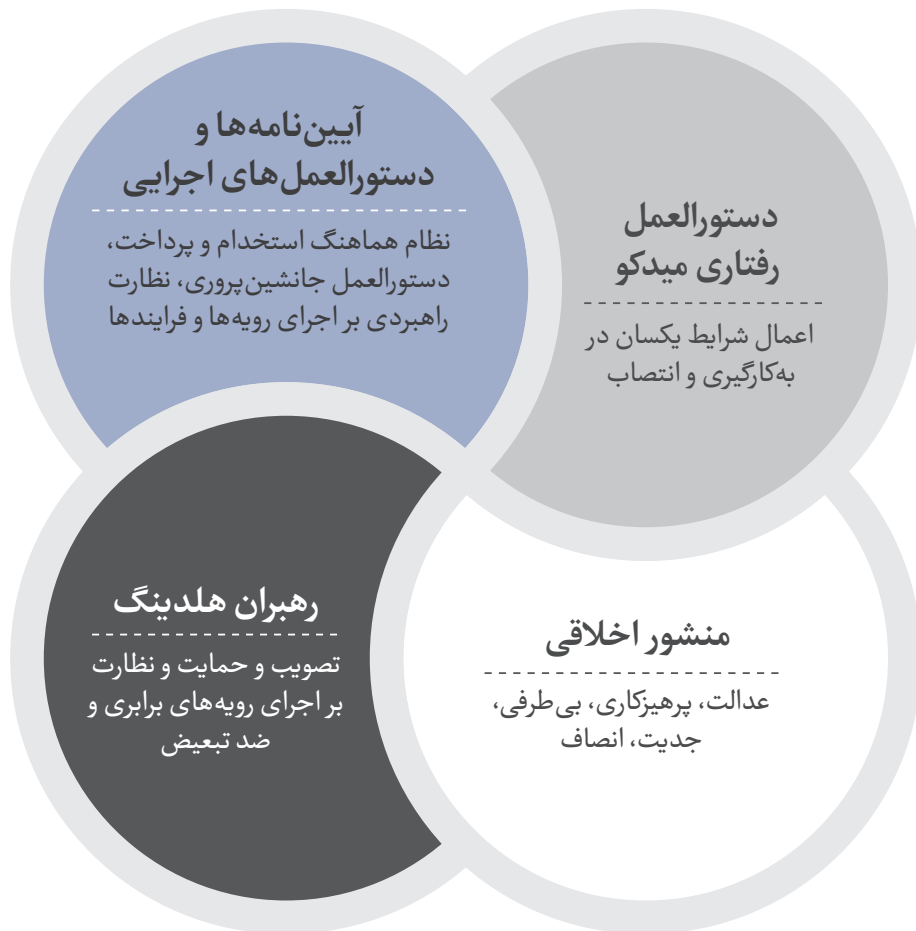 آیین‌نامه‌ها و
دستورالعمل‌های اجرایی
نظام هماهنگ استخدام و پرداخت،
دستورالعمل جانشین‌پروری، نظارت
راهبردی بر اجرای رویه‌ها و فرایندها
دستورالعمل
رفتاری میدکو
اعمال شرایط یکسان در
به‌کارگیری و انتصاب
رهبران هلدینگ
تصویب و حمایت و نظارت
بر اجرای رویه‌های برابری و
ضد تبعیض
منشور اخلاقی
عدالت، پرهیزکاری، بی‌طرفی،
جدیت، انصاف